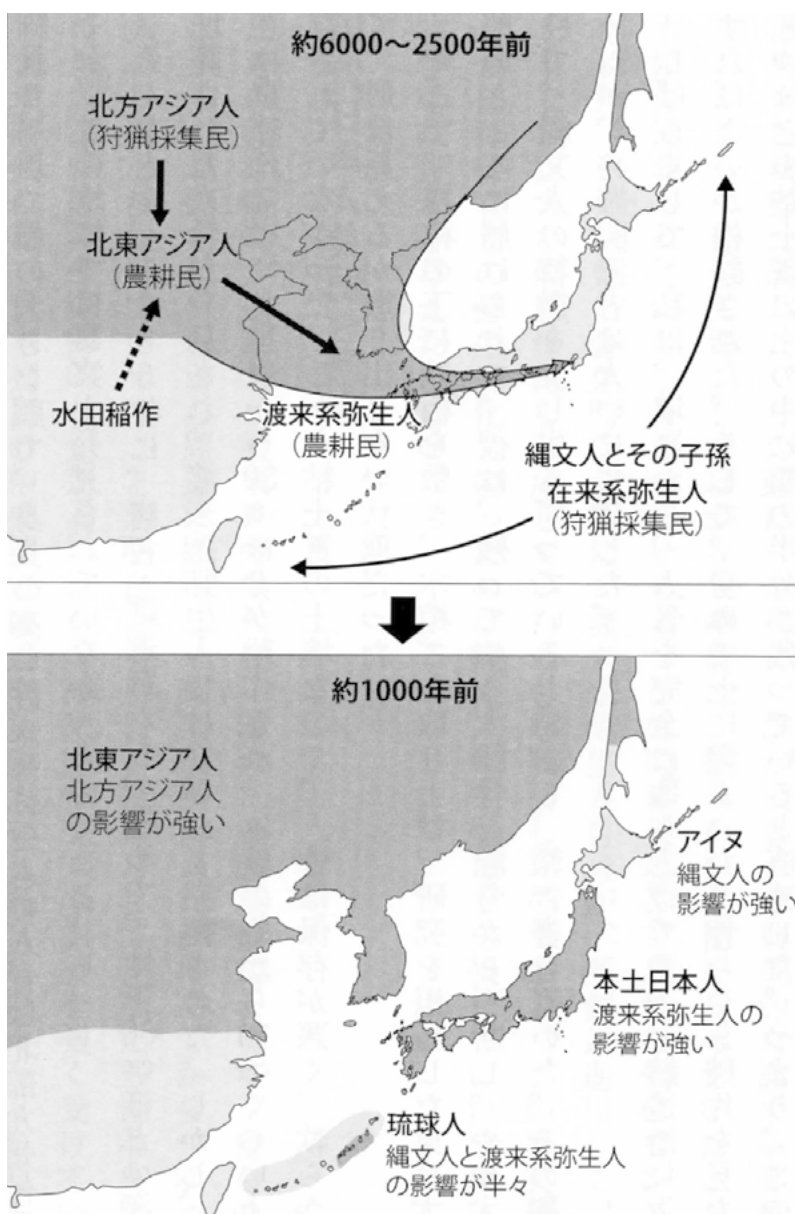 約6000〜2500年前
北方アジア人
（狩猟採集民）
北東アジア人
（農耕民）
水田稲作
渡来系弥生人
（農耕民）
縄文人とその子孫
在来系弥生人
（狩猟採集民）
約1000年前
北東アジア人
北方アジア人
の影響が強い
アイヌ
縄文人の
影響が強い
本土日本人
渡来系弥生人の
影響が強い
琉球人
縄文人と渡来系弥生人
の影響が半々